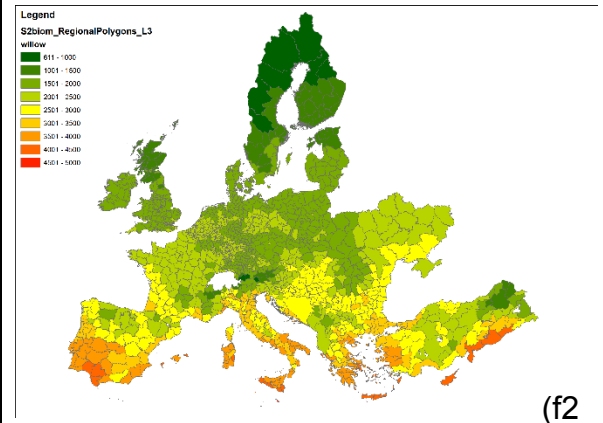 Legend
S2biom_RegionalPolygons_L3
willow
611 - 1000
1001 - 1500
1501 - 2000
2001 - 2500
2501 - 3000
3001 - 3500
3501 - 4000
4001 - 4500
4501 - 5000
(f2